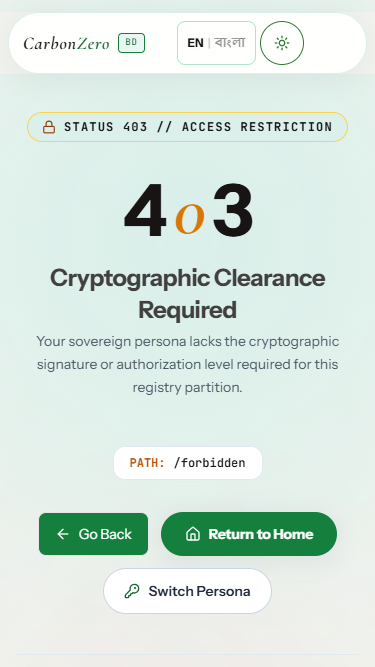 CarbonZero BD EN | বাংলা
STATUS 403 // ACCESS RESTRICTION
403
Cryptographic Clearance
Required
Your sovereign persona lacks the cryptographic
signature or authorization level required for this
registry partition.
PATH: /forbidden
Go Back Return to Home
Switch Persona